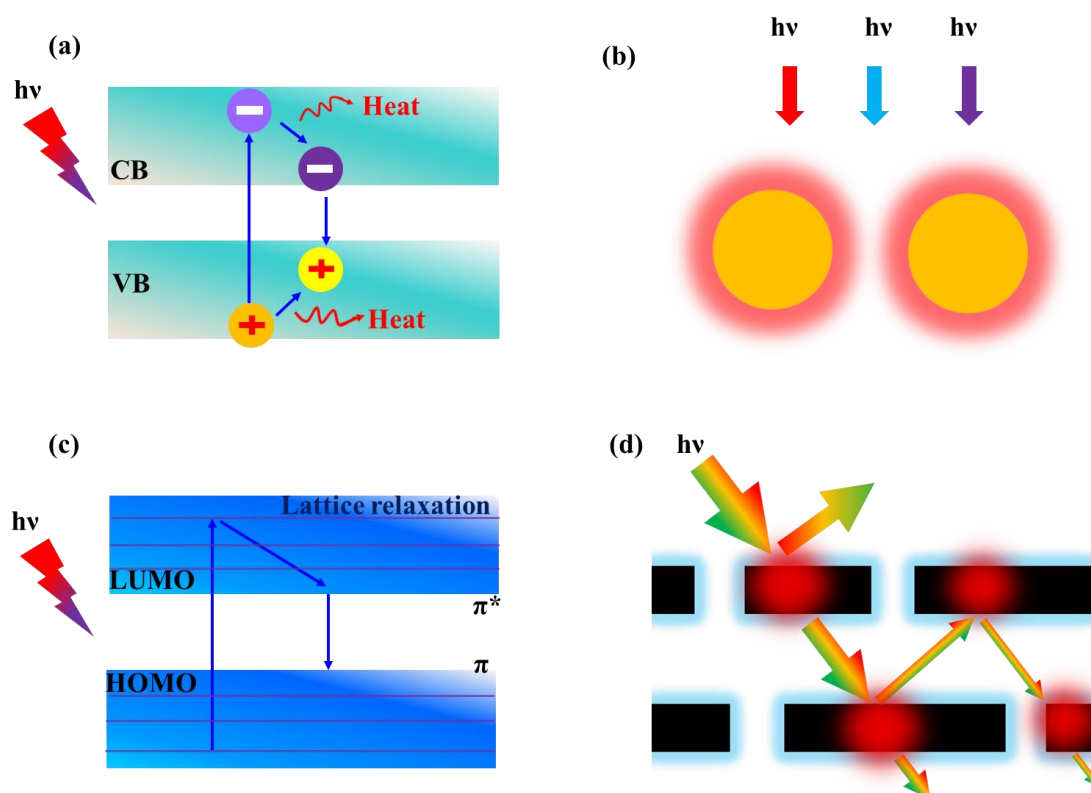 (a)
hν
Heat
CB
VB
Heat
(b)
hν hν hν
(c)
hν
Lattice relaxation
LUMO
π*
π
HOMO
(d)
hν